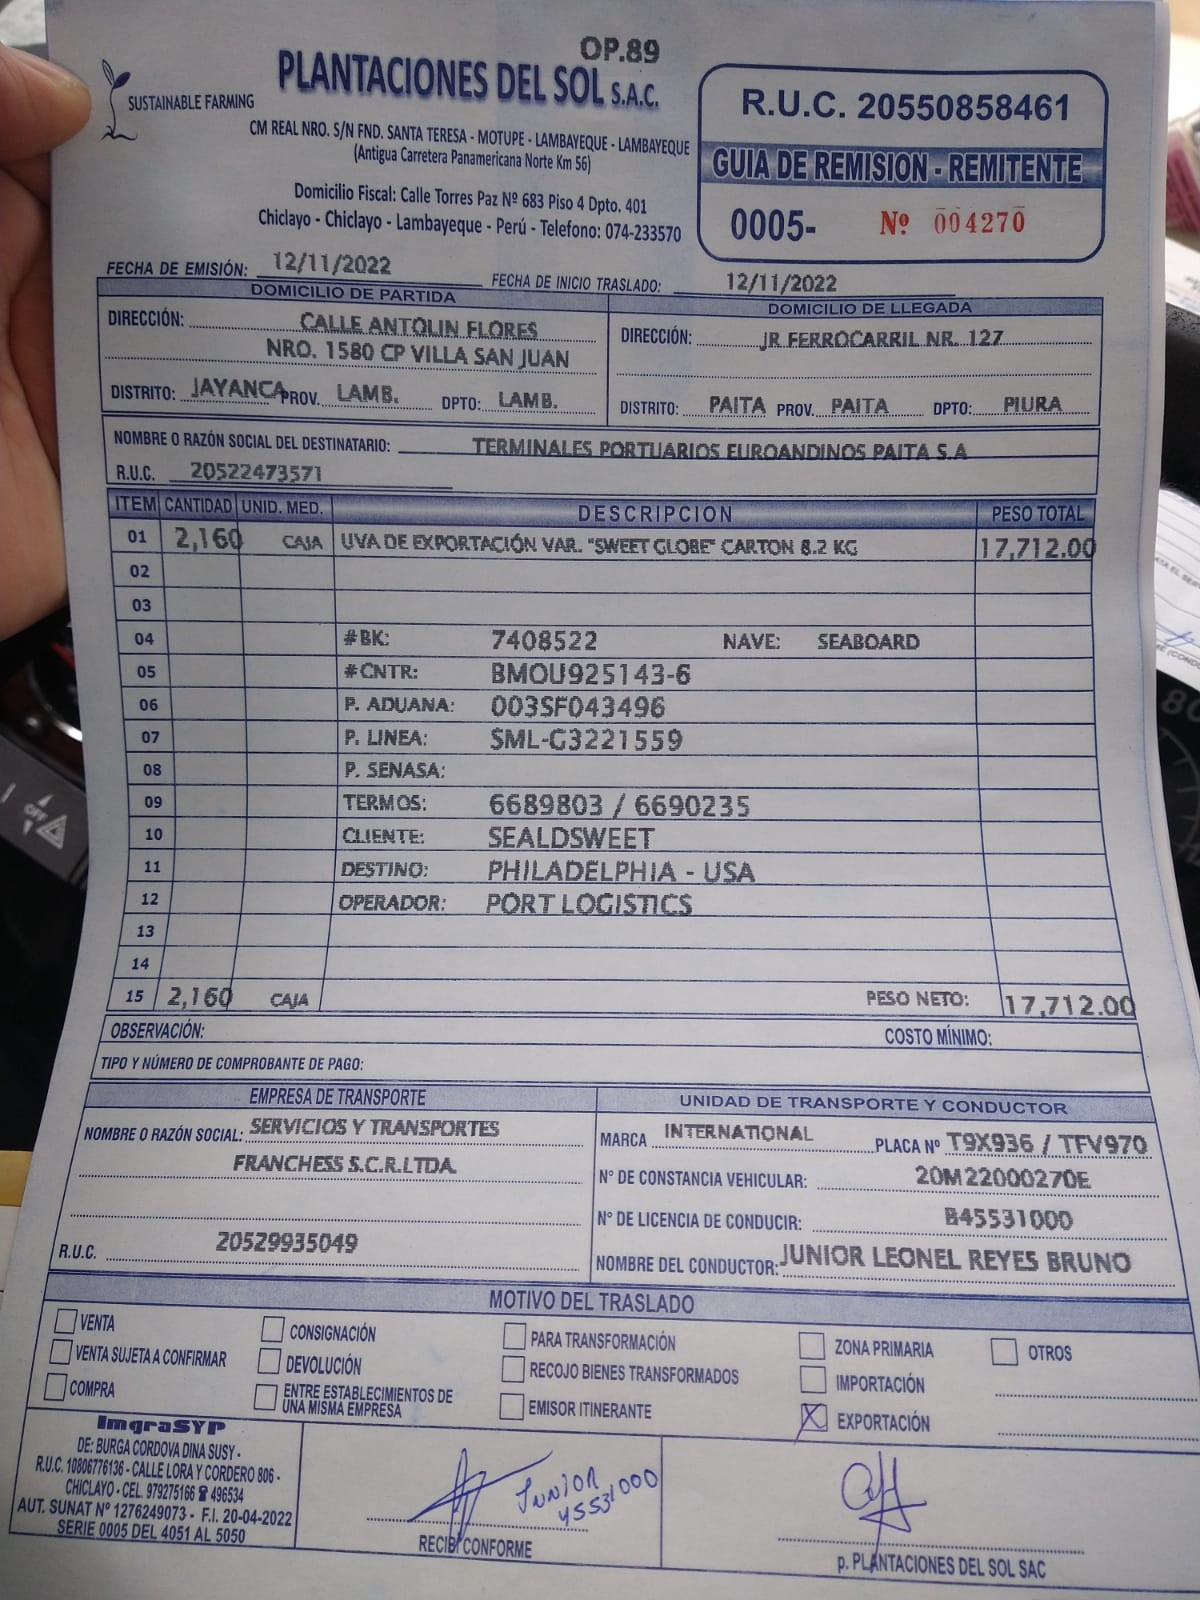 OP.89
SUSTAINABLE FARMING
PLANTACIONES DEL SOL S.A.C.
CM REAL NRO. S/N FND. SANTA TERESA - MOTUPE - LAMBAYEQUE - LAMBAYEQUE
(Antigua Carretera Panamericana Norte Km 56)
Domicilio Fiscal: Calle Torres Paz Nº 683 Piso 4 Dpto. 401
Chiclayo - Chiclayo - Lambayeque - Perú - Telefono: 074-233570
R.U.C. 20550858461
GUIA DE REMISION - REMITENTE
0005- Nº 004270
FECHA DE EMISIÓN: 12/11/2022 FECHA DE INICIO TRASLADO: 12/11/2022
DOMICILIO DE PARTIDA
DIRECCIÓN: CALLE ANTOLIN FLORES
NRO. 1580 CP VILLA SAN JUAN
DISTRITO: JAYANCA PROV. LAMB. DPTO: LAMB.
DOMICILIO DE LLEGADA
DIRECCIÓN: JR FERROCARRIL NR. 127
DISTRITO: PAITA PROV. PAITA DPTO: PIURA
NOMBRE O RAZÓN SOCIAL DEL DESTINATARIO: TERMINALES PORTUARIOS EUROANDINOS PAITA S.A
R.U.C. 20522473571
ITEM CANTIDAD UNID. MED. DESCRIPCION PESO TOTAL
01 2,160 CAJA UVA DE EXPORTACIÓN VAR. "SWEET GLOBE" CARTON 8.2 KG 17,712.00
02
03
04 #BK: 7408522 NAVE: SEABOARD
05 #CNTR: BMOU925143-6
06 P. ADUANA: 003SF043496
07 P. LINEA: SML-G3221559
08 P. SENASA:
09 TERMOS: 6689803 / 6690235
10 CLIENTE: SEALDSWEET
11 DESTINO: PHILADELPHIA - USA
12 OPERADOR: PORT LOGISTICS
13
14
15 2,160 CAJA PESO NETO: 17,712.00
OBSERVACIÓN: COSTO MÍNIMO:
TIPO Y NÚMERO DE COMPROBANTE DE PAGO:
EMPRESA DE TRANSPORTE
NOMBRE O RAZÓN SOCIAL: SERVICIOS Y TRANSPORTES
FRANCHESS S.C.R.LTDA.
R.U.C. 20529935049
UNIDAD DE TRANSPORTE Y CONDUCTOR
MARCA INTERNATIONAL PLACA Nº T9X936 / TFV970
N° DE CONSTANCIA VEHICULAR: 20M22000270E
N° DE LICENCIA DE CONDUCIR: B45531000
NOMBRE DEL CONDUCTOR: JUNIOR LEONEL REYES BRUNO
MOTIVO DEL TRASLADO
VENTA CONSIGNACIÓN PARA TRANSFORMACIÓN ZONA PRIMARIA OTROS
VENTA SUJETA A CONFIRMAR DEVOLUCIÓN RECOJO BIENES TRANSFORMADOS IMPORTACIÓN
COMPRA ENTRE ESTABLECIMIENTOS DE UNA MISMA EMPRESA EMISOR ITINERANTE X EXPORTACIÓN
ImgraSYP
DE: BURGA CORDOVA DINA SUSY -
R.U.C. 10806776136 - CALLE LORA Y CORDERO 806 -
CHICLAYO - CEL. 979275166 ☎ 496534
AUT. SUNAT Nº 1276249073 - F.I. 20-04-2022
SERIE 0005 DEL 4051 AL 5050
JUNIOR
45531000
RECIBI CONFORME
p. PLANTACIONES DEL SOL SAC